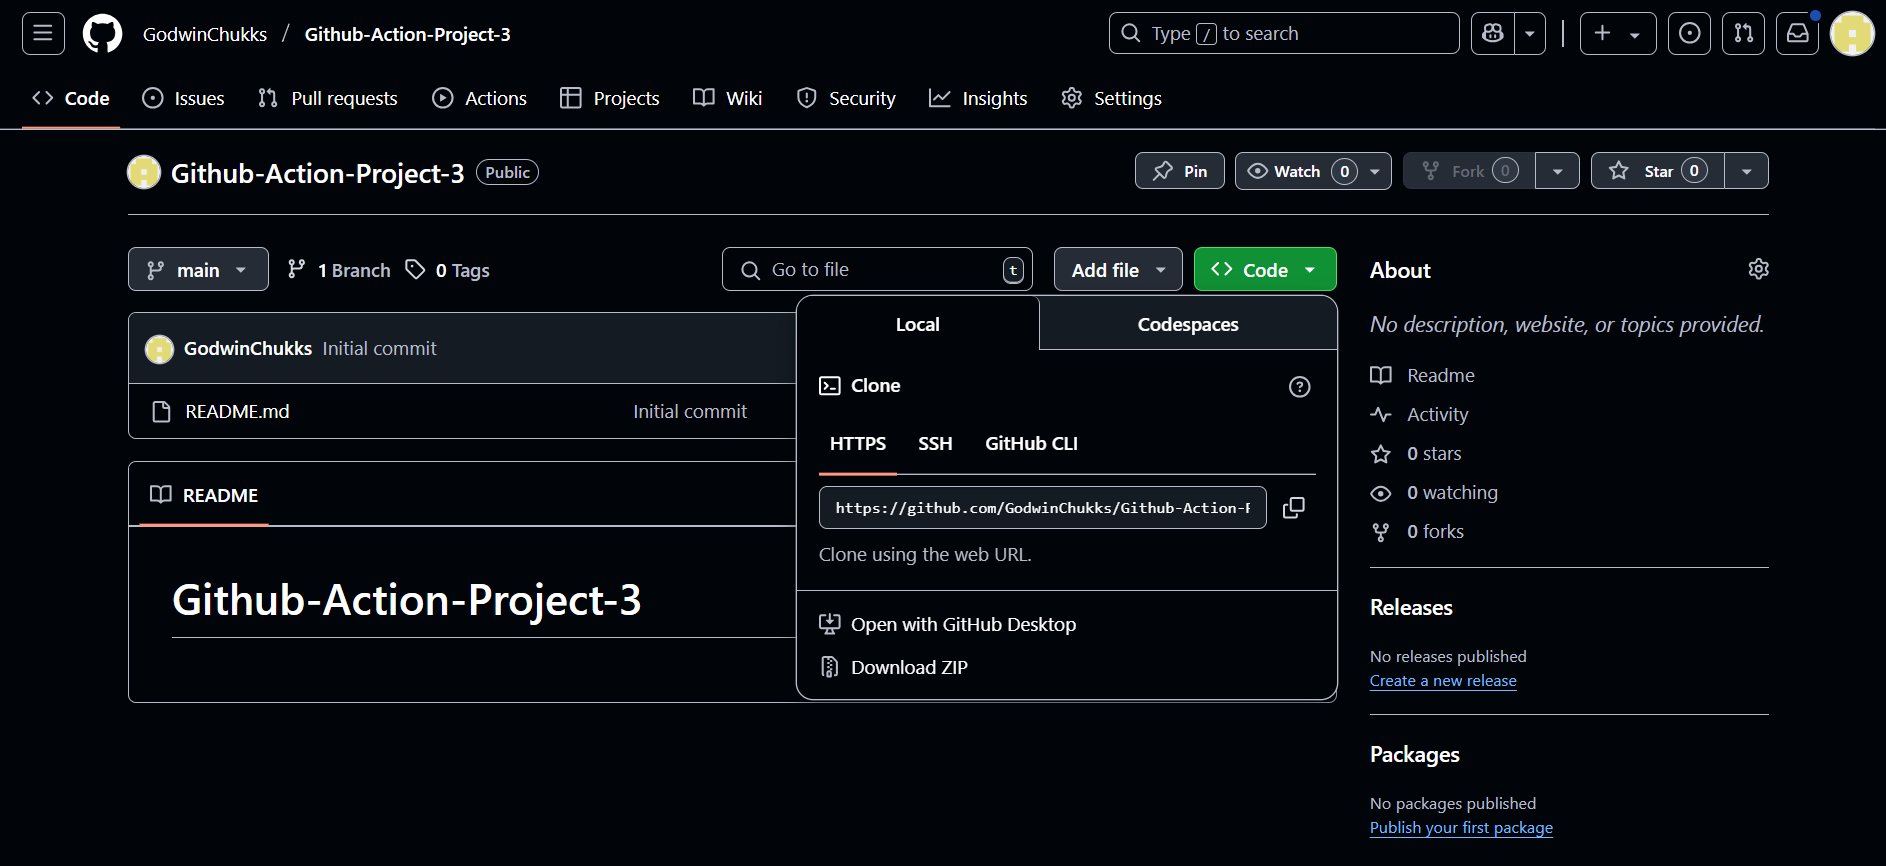 GodwinChukks / Github-Action-Project-3
Type / to search
Code Issues Pull requests Actions Projects Wiki Security Insights Settings
Github-Action-Project-3 Public
Pin Watch 0 Fork 0 Star 0
main 1 Branch 0 Tags
Go to file t Add file Code
GodwinChukks Initial commit
README.md Initial commit
README
Github-Action-Project-3
Local Codespaces
Clone
HTTPS SSH GitHub CLI
https://github.com/GodwinChukks/Github-Action-
Clone using the web URL.
Open with GitHub Desktop
Download ZIP
About
No description, website, or topics provided.
Readme
Activity
0 stars
0 watching
0 forks
Releases
No releases published
Create a new release
Packages
No packages published
Publish your first package